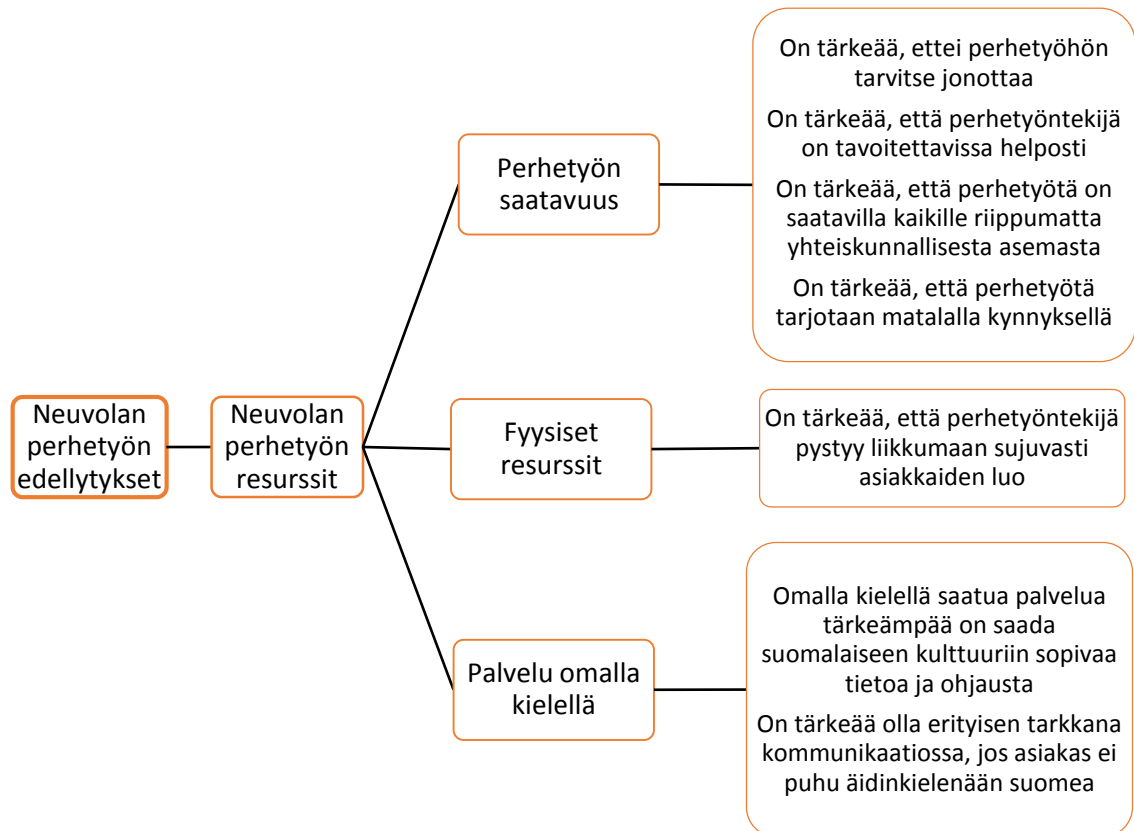 Neuvolan
perhetyön
edellytykset
Neuvolan
perhetyön
resurssit
Perhetyön
saatavuus
On tärkeää, ettei perhetyöhön
tarvitse jonottaa
On tärkeää, että perhetyöntekijä
on tavoitettavissa helposti
On tärkeää, että perhetyötä on
saatavilla kaikille riippumatta
yhteiskunnallisesta asemasta
On tärkeää, että perhetyötä
tarjotaan matalalla kynnyksellä
Fyysiset
resurssit
On tärkeää, että perhetyöntekijä
pystyy liikkumaan sujuvasti
asiakkaiden luo
Palvelu omalla
kielellä
Omalla kielellä saatua palvelua
tärkeämpää on saada
suomalaiseen kulttuuriin sopivaa
tietoa ja ohjausta
On tärkeää olla erityisen tarkkana
kommunikaatiossa, jos asiakas ei
puhu äidinkielenään suomea